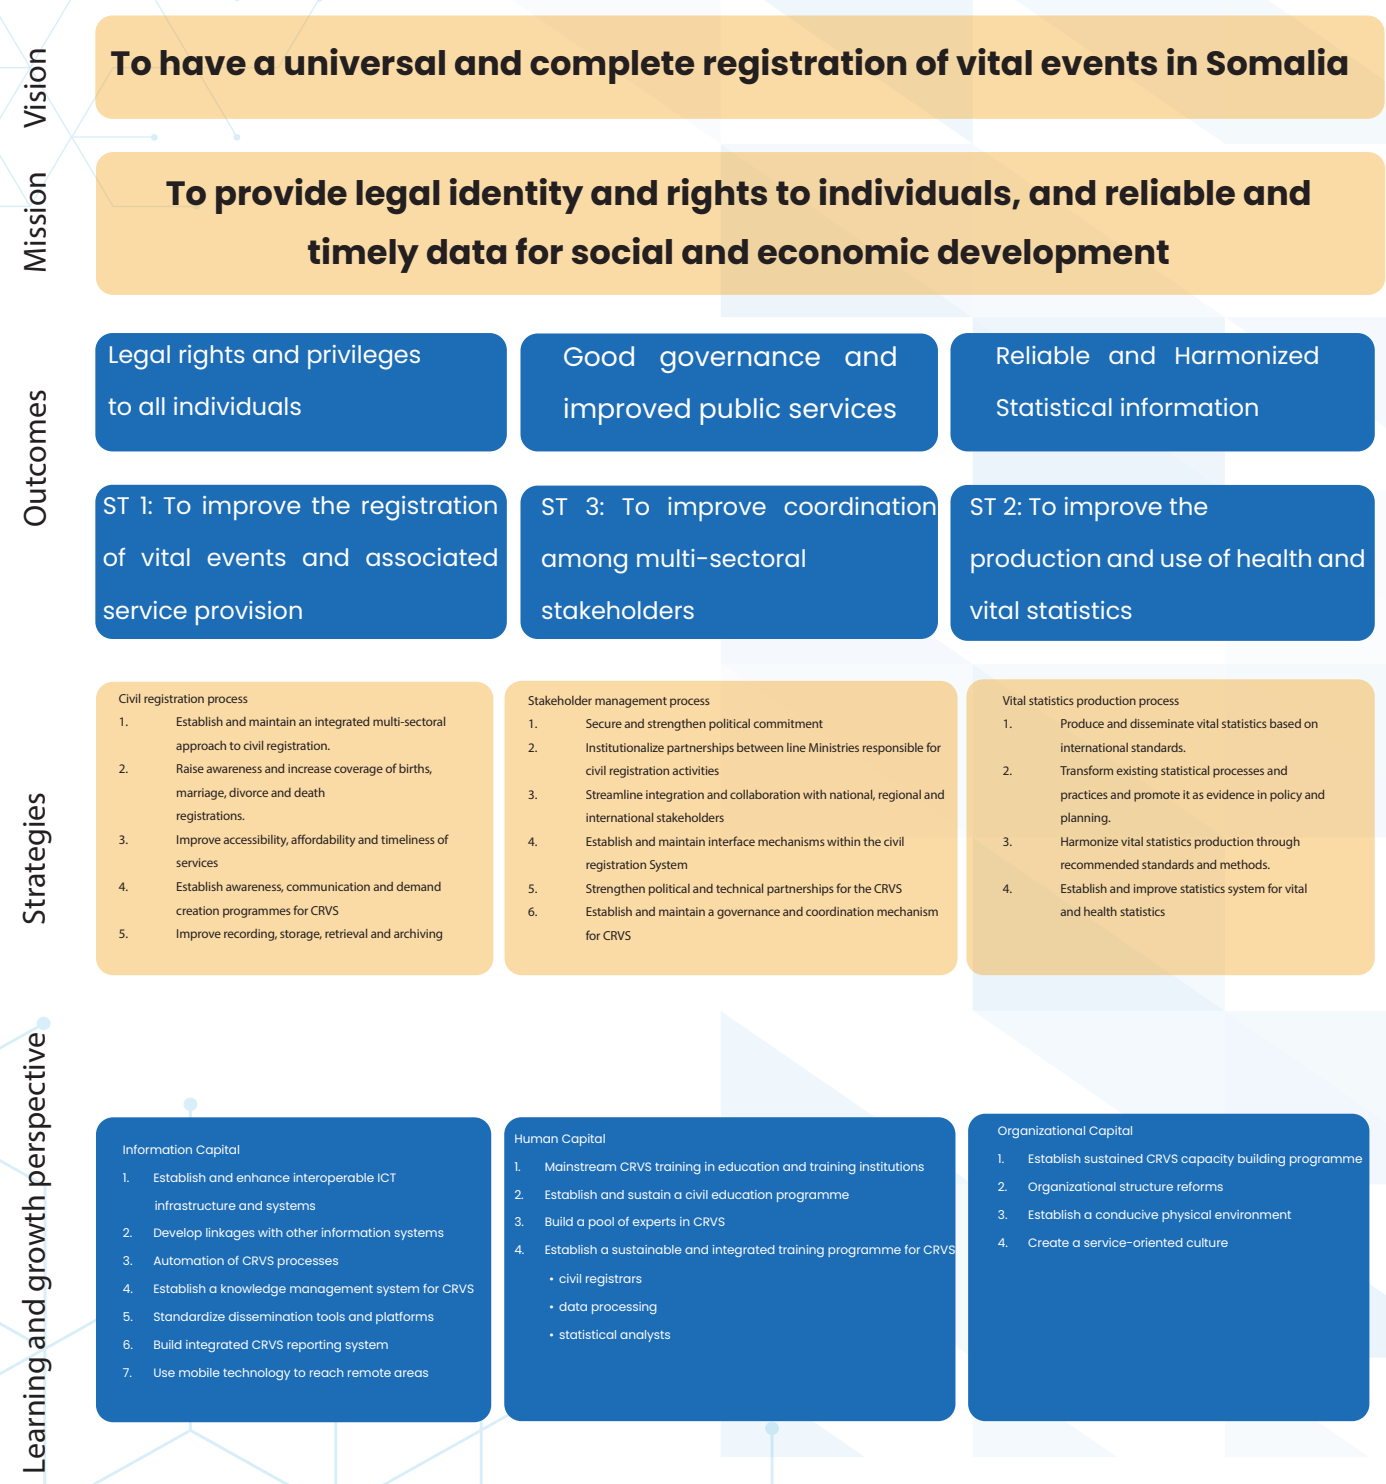 Vision
To have a universal and complete registration of vital events in Somalia
Mission
To provide legal identity and rights to individuals, and reliable and
timely data for social and economic development
Outcomes
Legal rights and privileges
to all individuals
Good governance and
improved public services
Reliable and Harmonized
Statistical information
ST 1: To improve the registration
of vital events and associated
service provision
ST 3: To improve coordination
among multi-sectoral
stakeholders
ST 2: To improve the
production and use of health and
vital statistics
Strategies
Civil registration process
1. Establish and maintain an integrated multi-sectoral
approach to civil registration.
2. Raise awareness and increase coverage of births,
marriage, divorce and death
registrations.
3. Improve accessibility, affordability and timeliness of
services
4. Establish awareness, communication and demand
creation programmes for CRVS
5. Improve recording, storage, retrieval and archiving
Stakeholder management process
1. Secure and strengthen political commitment
2. Institutionalize partnerships between line Ministries responsible for
civil registration activities
3. Streamline integration and collaboration with national, regional and
international stakeholders
4. Establish and maintain interface mechanisms within the civil
registration System
5. Strengthen political and technical partnerships for the CRVS
6. Establish and maintain a governance and coordination mechanism
for CRVS
Vital statistics production process
1. Produce and disseminate vital statistics based on
international standards.
2. Transform existing statistical processes and
practices and promote it as evidence in policy and
planning.
3. Harmonize vital statistics production through
recommended standards and methods.
4. Establish and improve statistics system for vital
and health statistics
Learning and growth perspective
Information Capital
1. Establish and enhance interoperable ICT
infrastructure and systems
2. Develop linkages with other information systems
3. Automation of CRVS processes
4. Establish a knowledge management system for CRVS
5. Standardize dissemination tools and platforms
6. Build integrated CRVS reporting system
7. Use mobile technology to reach remote areas
Human Capital
1. Mainstream CRVS training in education and training institutions
2. Establish and sustain a civil education programme
3. Build a pool of experts in CRVS
4. Establish a sustainable and integrated training programme for CRVS
• civil registrars
• data processing
• statistical analysts
Organizational Capital
1. Establish sustained CRVS capacity building programme
2. Organizational structure reforms
3. Establish a conducive physical environment
4. Create a service-oriented culture